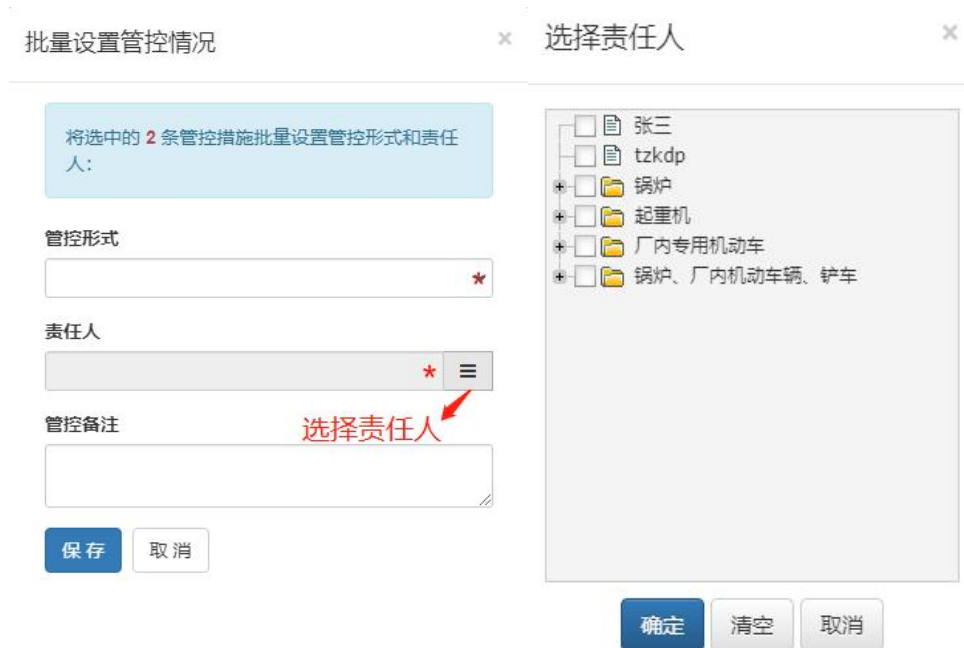 批量设置管控情况
×
将选中的 2 条管控措施批量设置管控形式和责任
人：
管控形式
*
责任人
*
选择责任人
管控备注
保存
取消
选择责任人
×
张三
tzkdp
锅炉
起重机
厂内专用机动车
锅炉、厂内机动车辆、铲车
确定
清空
取消